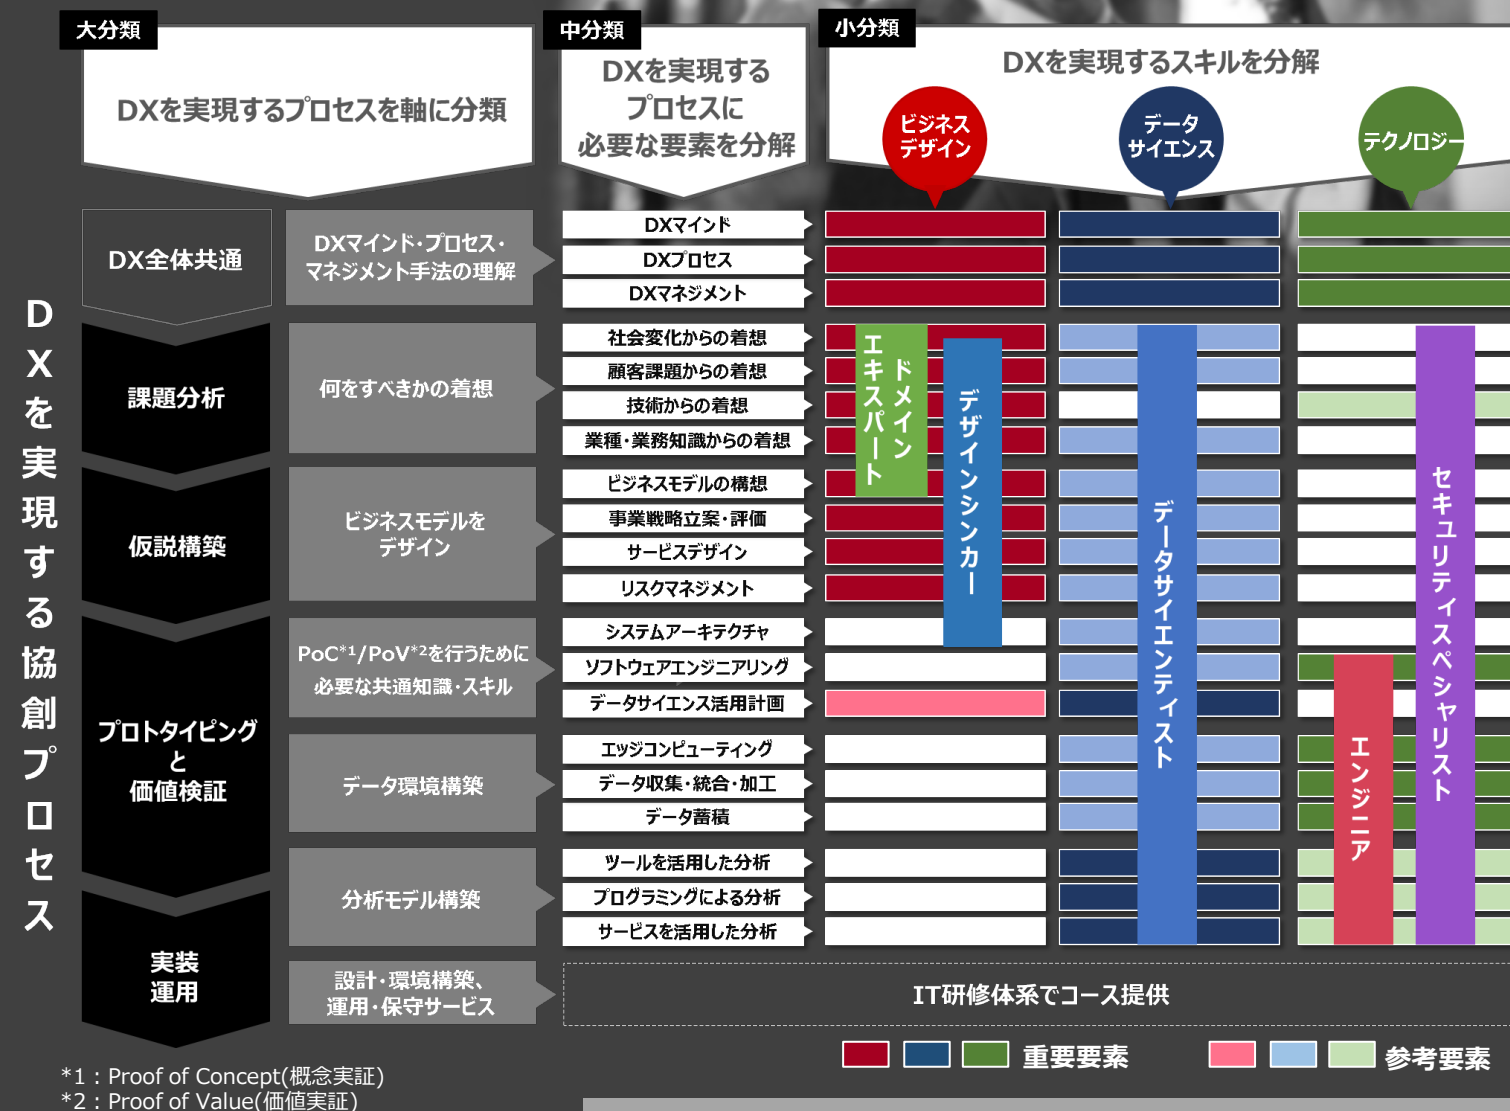 大分類
DXを実現するプロセスを軸に分類
中分類
DXを実現する
プロセスに
必要な要素を分解
小分類
DXを実現するスキルを分解
ビジネス
デザイン
データ
サイエンス
テクノロジー
DXを実現する協創プロセス
DX全体共通
DXマインド・プロセス・
マネジメント手法の理解
DXマインド
DXプロセス
DXマネジメント
課題分析
何をすべきかの着想
社会変化からの着想
顧客課題からの着想
技術からの着想
業種・業務知識からの着想
仮説構築
ビジネスモデルを
デザイン
ビジネスモデルの構想
事業戦略立案・評価
サービスデザイン
リスクマネジメント
プロトタイピング
と
価値検証
PoC*1/PoV*2を行うために
必要な共通知識・スキル
システムアーキテクチャ
ソフトウェアエンジニアリング
データサイエンス活用計画
データ環境構築
エッジコンピューティング
データ収集・統合・加工
データ蓄積
分析モデル構築
ツールを活用した分析
プログラミングによる分析
サービスを活用した分析
実装
運用
設計・環境構築、
運用・保守サービス
IT研修体系でコース提供
ドメイン
エキスパート
デザインシンカー
データサイエンティスト
エンジニア
セキュリティスペシャリスト
重要要素
参考要素
*1：Proof of Concept(概念実証)
*2：Proof of Value(価値実証)